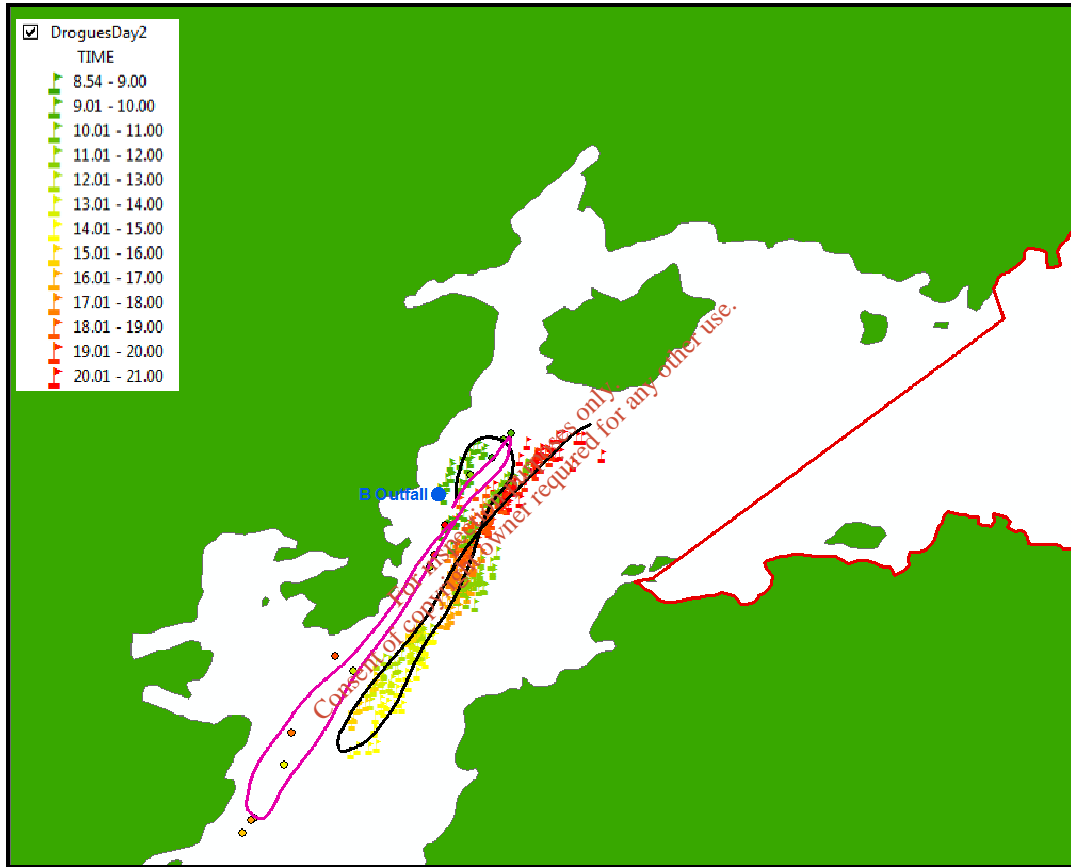 DroguesDay2
TIME
8.54 - 9.00
9.01 - 10.00
10.01 - 11.00
11.01 - 12.00
12.01 - 13.00
13.01 - 14.00
14.01 - 15.00
15.01 - 16.00
16.01 - 17.00
17.01 - 18.00
18.01 - 19.00
19.01 - 20.00
20.01 - 21.00
B Outfall
For inspection purposes only.
Consent of copyright owner required for any other use.